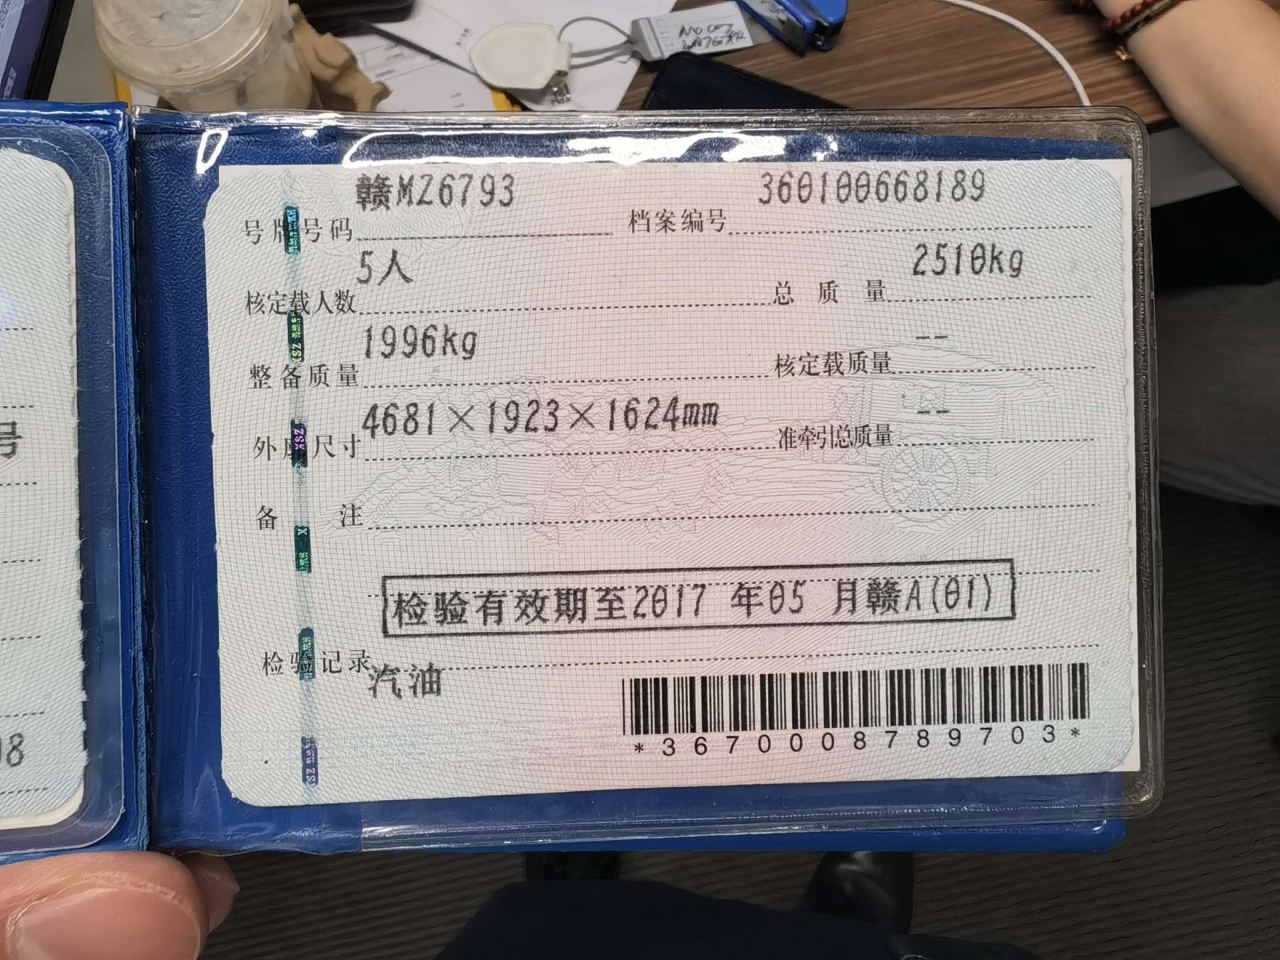 号牌号码 赣MZ6793 档案编号 360100668189
核定载人数 5人 总质量 2510kg
整备质量 1996kg 核定载质量 --
外廓尺寸 4681×1923×1624mm 准牵引总质量 --
备注
检验有效期至2017 年05 月赣A(01)
检验记录
汽油
*3670008789703*
号
08